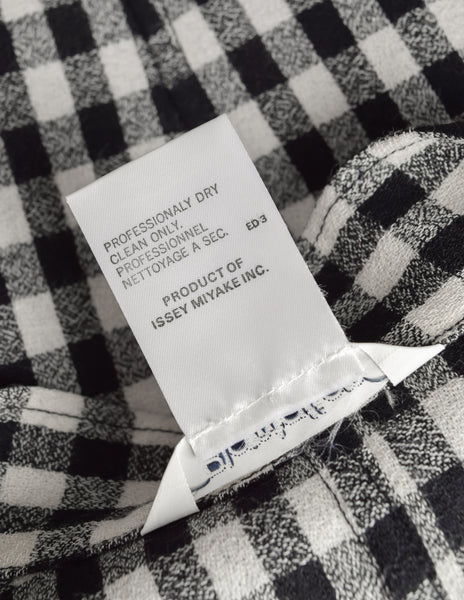 PROFESSIONALY DRY
CLEAN ONLY.
PROFESSIONNEL
NETTOYAGE A SEC. ED:3
PRODUCT OF
ISSEY MIYAKE INC.